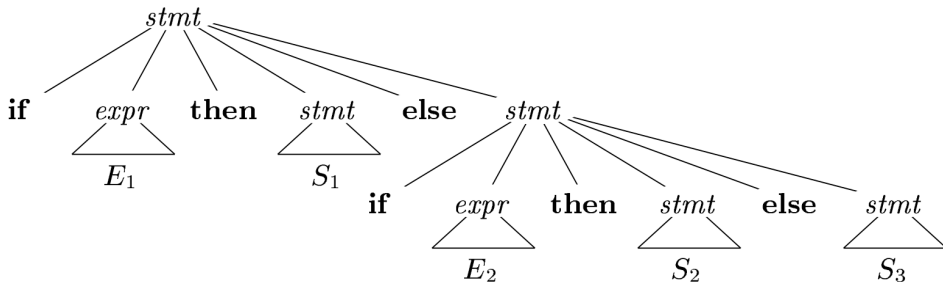 stmt
if expr then stmt else stmt
E₁ S₁
if expr then stmt else stmt
E₂ S₂ S₃